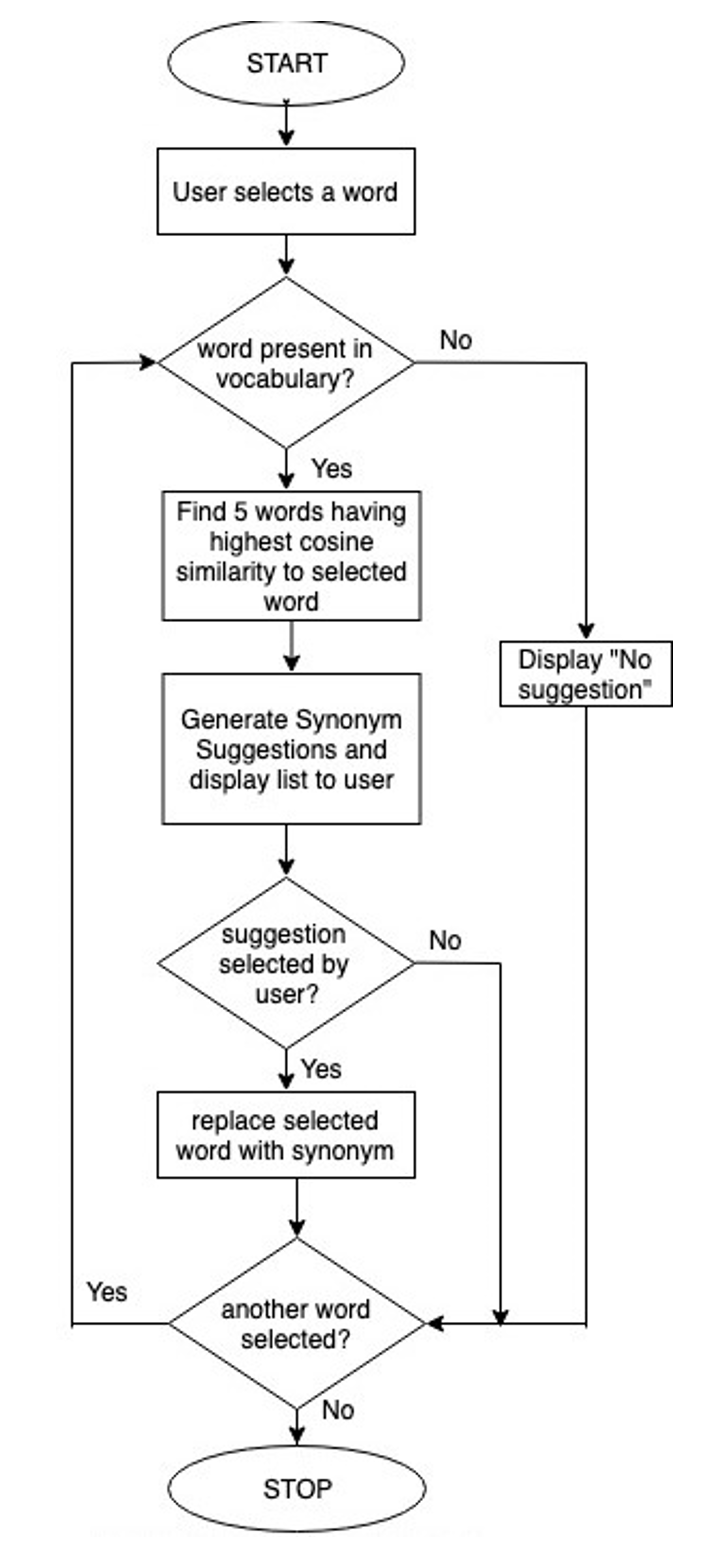 START
User selects a word
word present in
vocabulary?
No
Yes
Find 5 words having
highest cosine
similarity to selected
word
Display "No
suggestion"
Generate Synonym
Suggestions and
display list to user
suggestion
selected by
user?
No
Yes
replace selected
word with synonym
Yes
another word
selected?
No
STOP